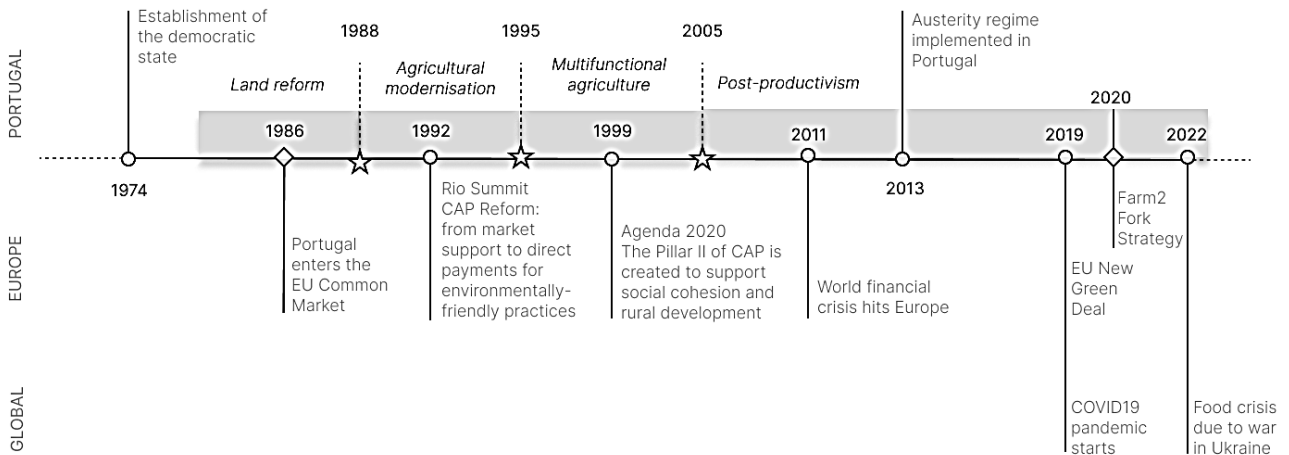 PORTUGAL
EUROPE
GLOBAL
Establishment of
the democratic
state
1988
1995
2005
Austerity regime
implemented in
Portugal
Land reform
Agricultural
modernisation
Multifunctional
agriculture
Post-productivism
2020
1986
1992
1999
2011
2019
2022
1974
2013
Portugal
enters the
EU Common
Market
Rio Summit
CAP Reform:
from market
support to direct
payments for
environmentally-
friendly practices
Agenda 2020
The Pillar II of CAP is
created to support
social cohesion and
rural development
World financial
crisis hits Europe
Farm2
Fork
Strategy
EU New
Green
Deal
COVID19
pandemic
starts
Food crisis
due to war
in Ukraine